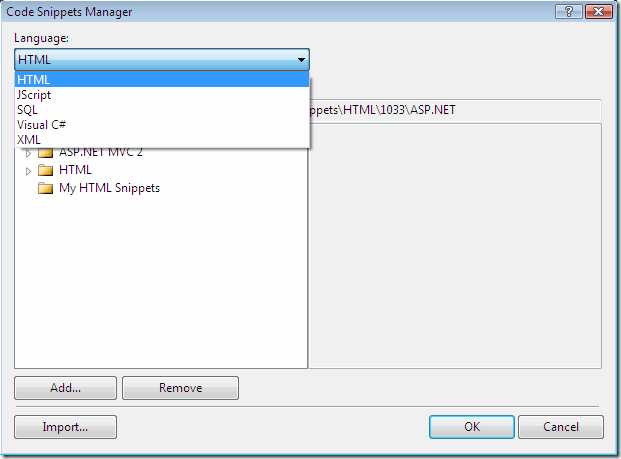 Code Snippets Manager
Language:
HTML
HTML
JScript
SQL
Visual C#
XML
ppets\HTML\1033\ASP.NET
ASP.NET MVC 2
HTML
My HTML Snippets
Add...
Remove
Import...
OK
Cancel